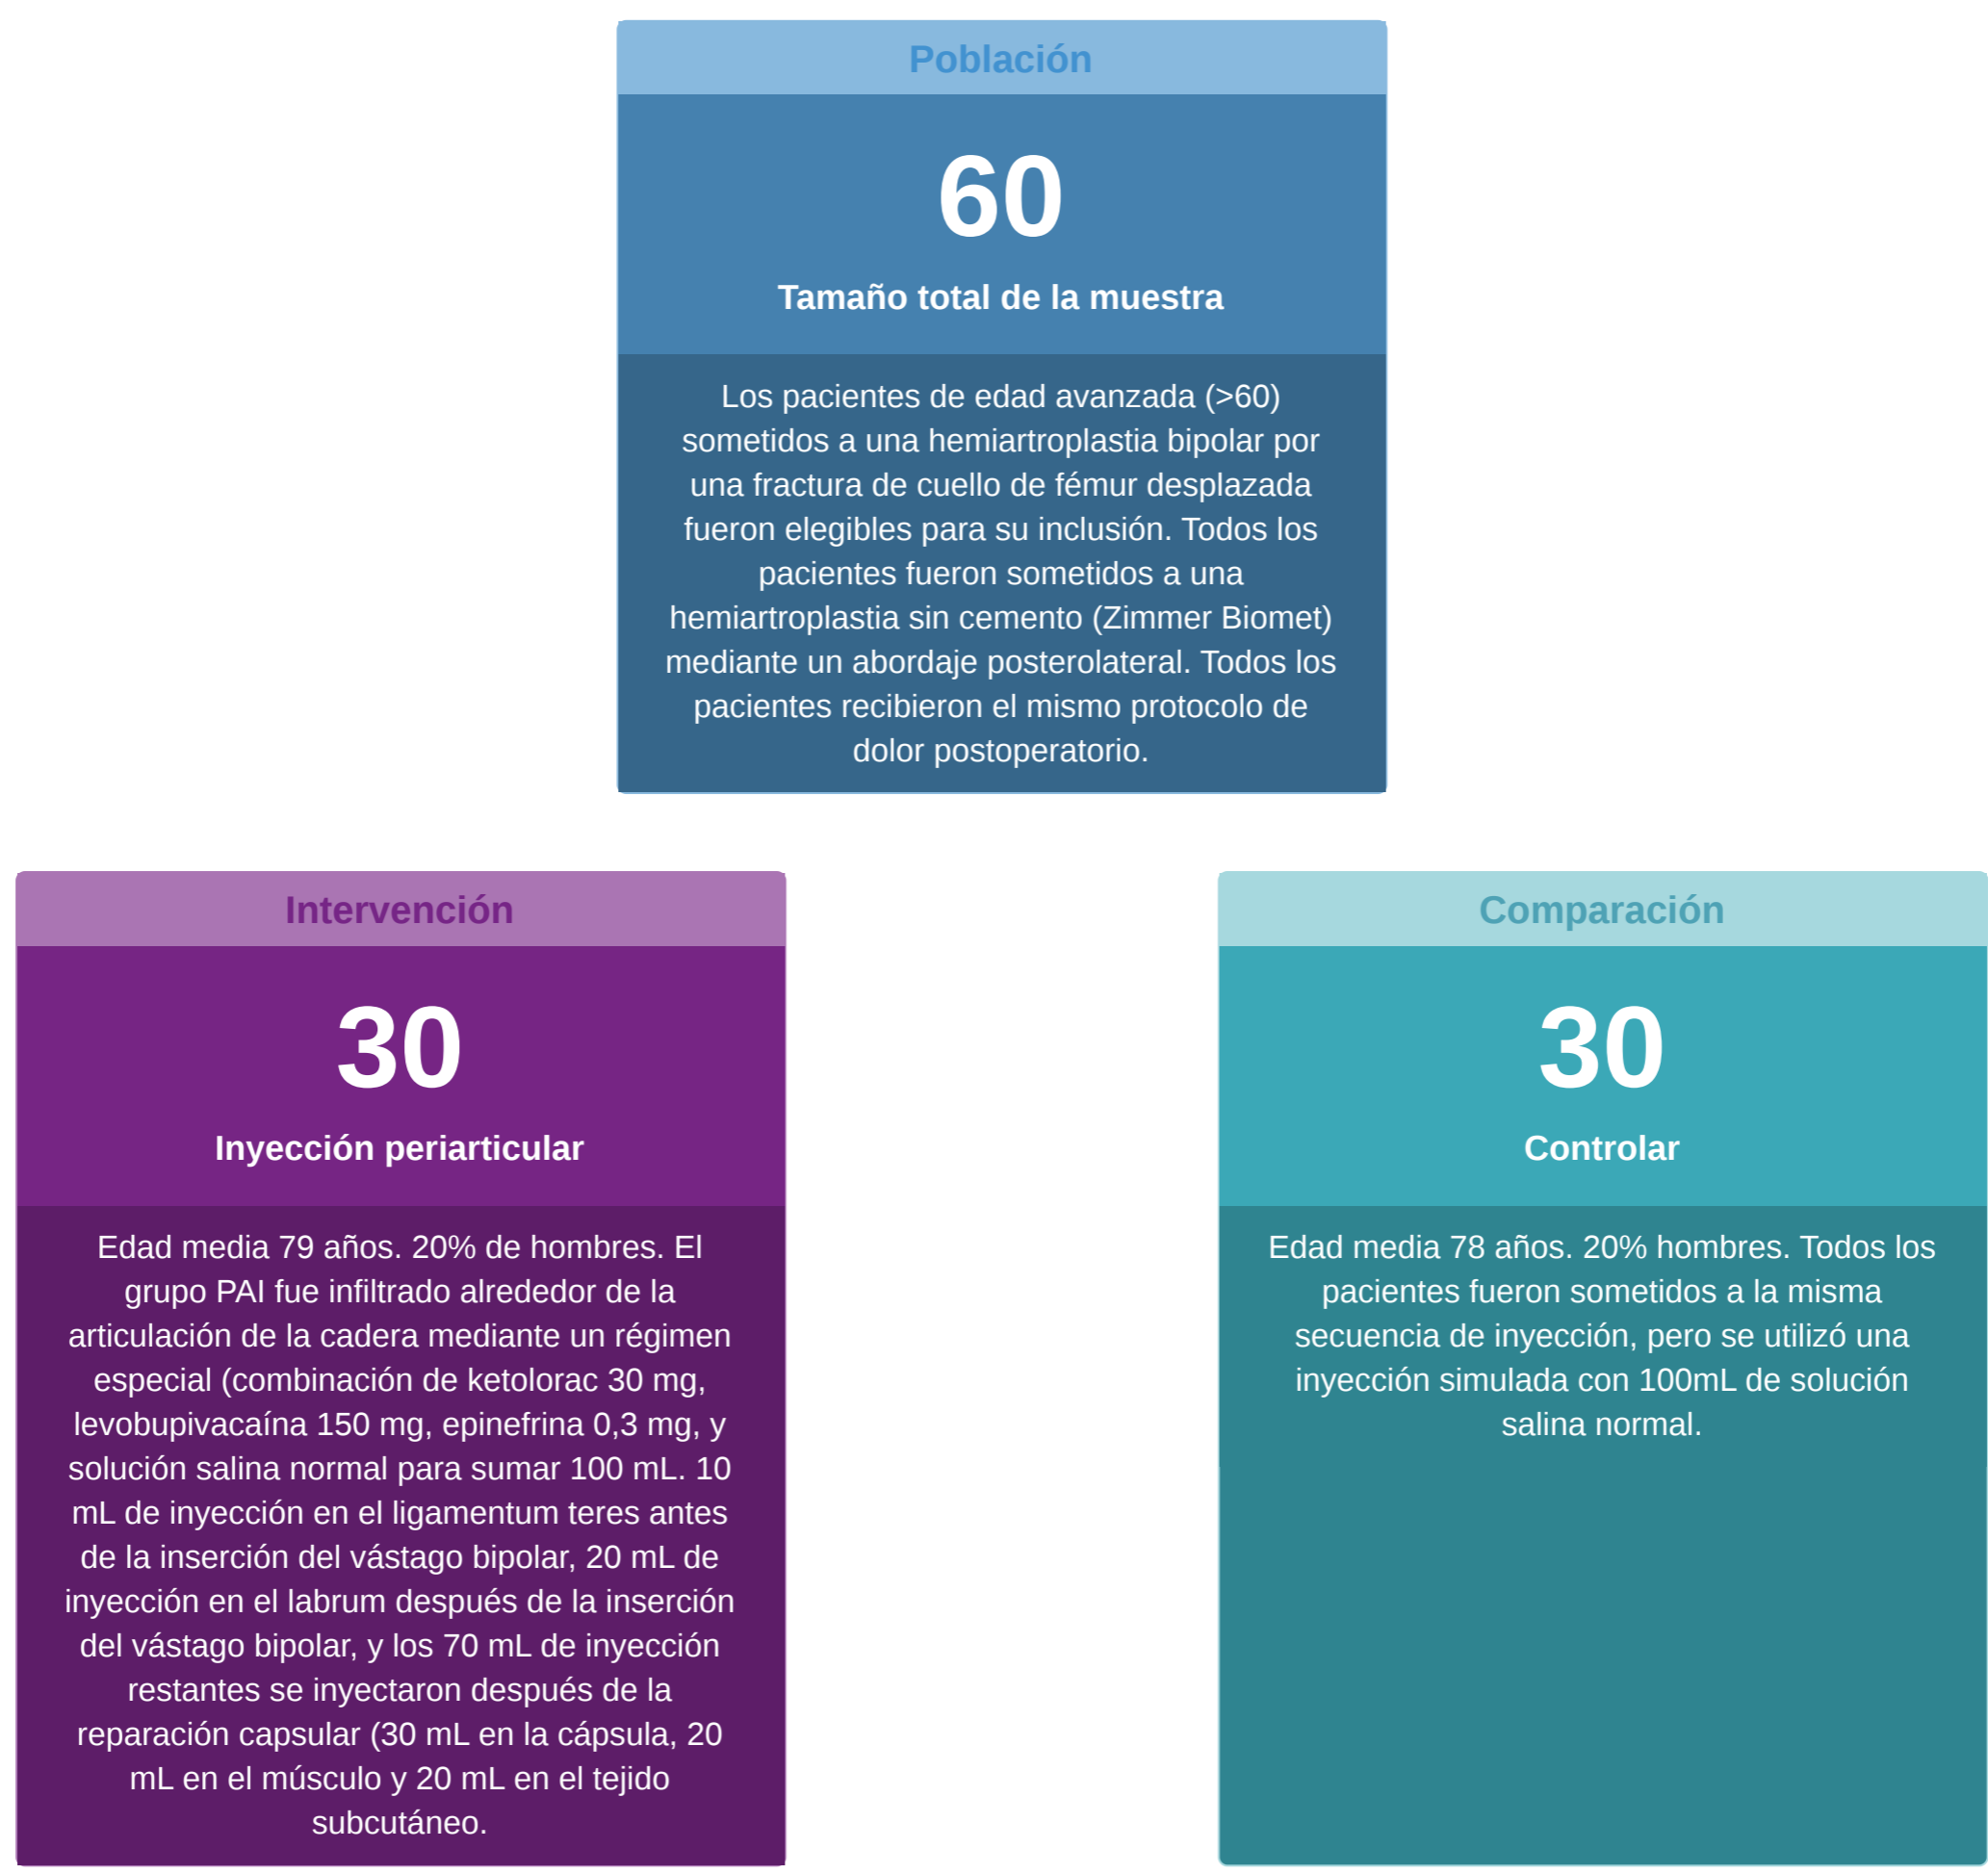 Población
60
Tamaño total de la muestra
Los pacientes de edad avanzada (>60)
sometidos a una hemiartroplastia bipolar por
una fractura de cuello de fémur desplazada
fueron elegibles para su inclusión. Todos los
pacientes fueron sometidos a una
hemiartroplastia sin cemento (Zimmer Biomet)
mediante un abordaje posterolateral. Todos los
pacientes recibieron el mismo protocolo de
dolor postoperatorio.
Intervención
30
Inyección periarticular
Edad media 79 años. 20% de hombres. El
grupo PAI fue infiltrado alrededor de la
articulación de la cadera mediante un régimen
especial (combinación de ketolorac 30 mg,
levobupivacaína 150 mg, epinefrina 0,3 mg, y
solución salina normal para sumar 100 mL. 10
mL de inyección en el ligamentum teres antes
de la inserción del vástago bipolar, 20 mL de
inyección en el labrum después de la inserción
del vástago bipolar, y los 70 mL de inyección
restantes se inyectaron después de la
reparación capsular (30 mL en la cápsula, 20
mL en el músculo y 20 mL en el tejido
subcutáneo.
Comparación
30
Controlar
Edad media 78 años. 20% hombres. Todos los
pacientes fueron sometidos a la misma
secuencia de inyección, pero se utilizó una
inyección simulada con 100mL de solución
salina normal.